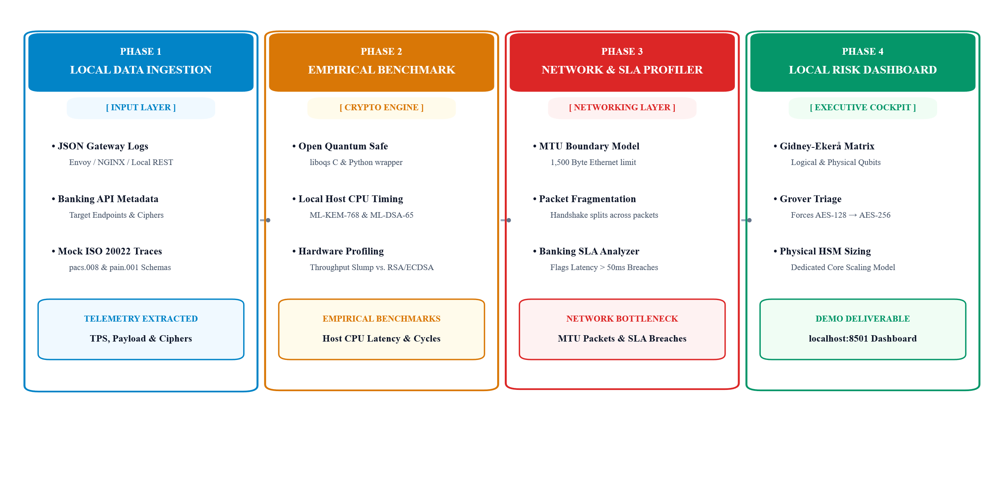 PHASE 1
LOCAL DATA INGESTION
[ INPUT LAYER ]
• JSON Gateway Logs
Envoy / NGINX / Local REST
• Banking API Metadata
Target Endpoints & Ciphers
• Mock ISO 20022 Traces
pacs.008 & pain.001 Schemas
TELEMETRY EXTRACTED
TPS, Payload & Ciphers
PHASE 2
EMPIRICAL BENCHMARK
[ CRYPTO ENGINE ]
• Open Quantum Safe
liboqs C & Python wrapper
• Local Host CPU Timing
ML-KEM-768 & ML-DSA-65
• Hardware Profiling
Throughput Slump vs. RSA/ECDSA
EMPIRICAL BENCHMARKS
Host CPU Latency & Cycles
PHASE 3
NETWORK & SLA PROFILER
[ NETWORKING LAYER ]
• MTU Boundary Model
1,500 Byte Ethernet limit
• Packet Fragmentation
Handshake splits across packets
• Banking SLA Analyzer
Flags Latency > 50ms Breaches
NETWORK BOTTLENECK
MTU Packets & SLA Breaches
PHASE 4
LOCAL RISK DASHBOARD
[ EXECUTIVE COCKPIT ]
• Gidney-Ekerå Matrix
Logical & Physical Qubits
• Grover Triage
Forces AES-128 → AES-256
• Physical HSM Sizing
Dedicated Core Scaling Model
DEMO DELIVERABLE
localhost:8501 Dashboard